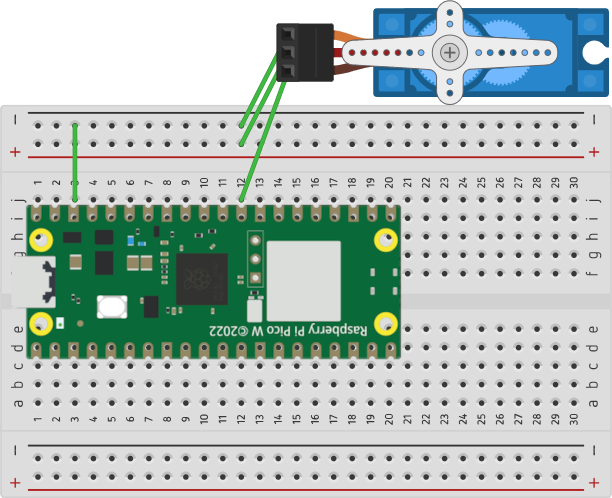 − −
+ +
1 2 3 4 5 6 7 8 9 10 11 12 13 14 15 16 17 18 19 20 21 22 23 24 25 26 27 28 29 30
j j
i i
h h
g g
f f
Raspberry Pi Pico W ©2022
e e
d d
c c
b b
a a
1 2 3 4 5 6 7 8 9 10 11 12 13 14 15 16 17 18 19 20 21 22 23 24 25 26 27 28 29 30
− −
+ +